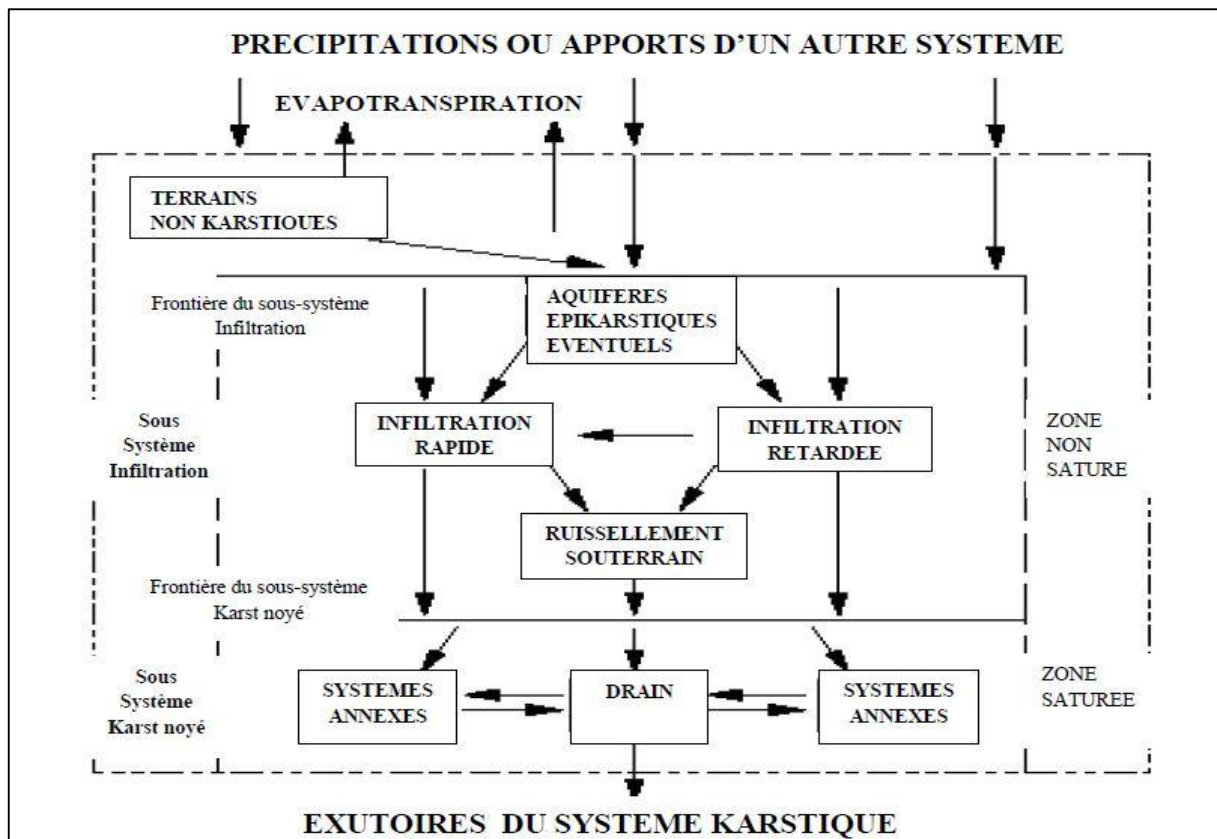 PRECIPITATIONS OU APPORTS D'UN AUTRE SYSTEME
EVAPOTRANSPIRATION
TERRAINS
NON KARSTIOUES
Frontière du sous-système
Infiltration
AQUIFERES
EPIKARSTIQUES
EVENTUELS
Sous
Système
Infiltration
INFILTRATION
RAPIDE
INFILTRATION
RETARDEE
ZONE
NON
SATURE
RUISSELLEMENT
SOUTERRAIN
Frontière du sous-système
Karst noyé
Sous
Système
Karst noyé
SYSTEMES
ANNEXES
DRAIN
SYSTEMES
ANNEXES
ZONE
SATUREE
EXUTOIRES DU SYSTEME KARSTIQUE